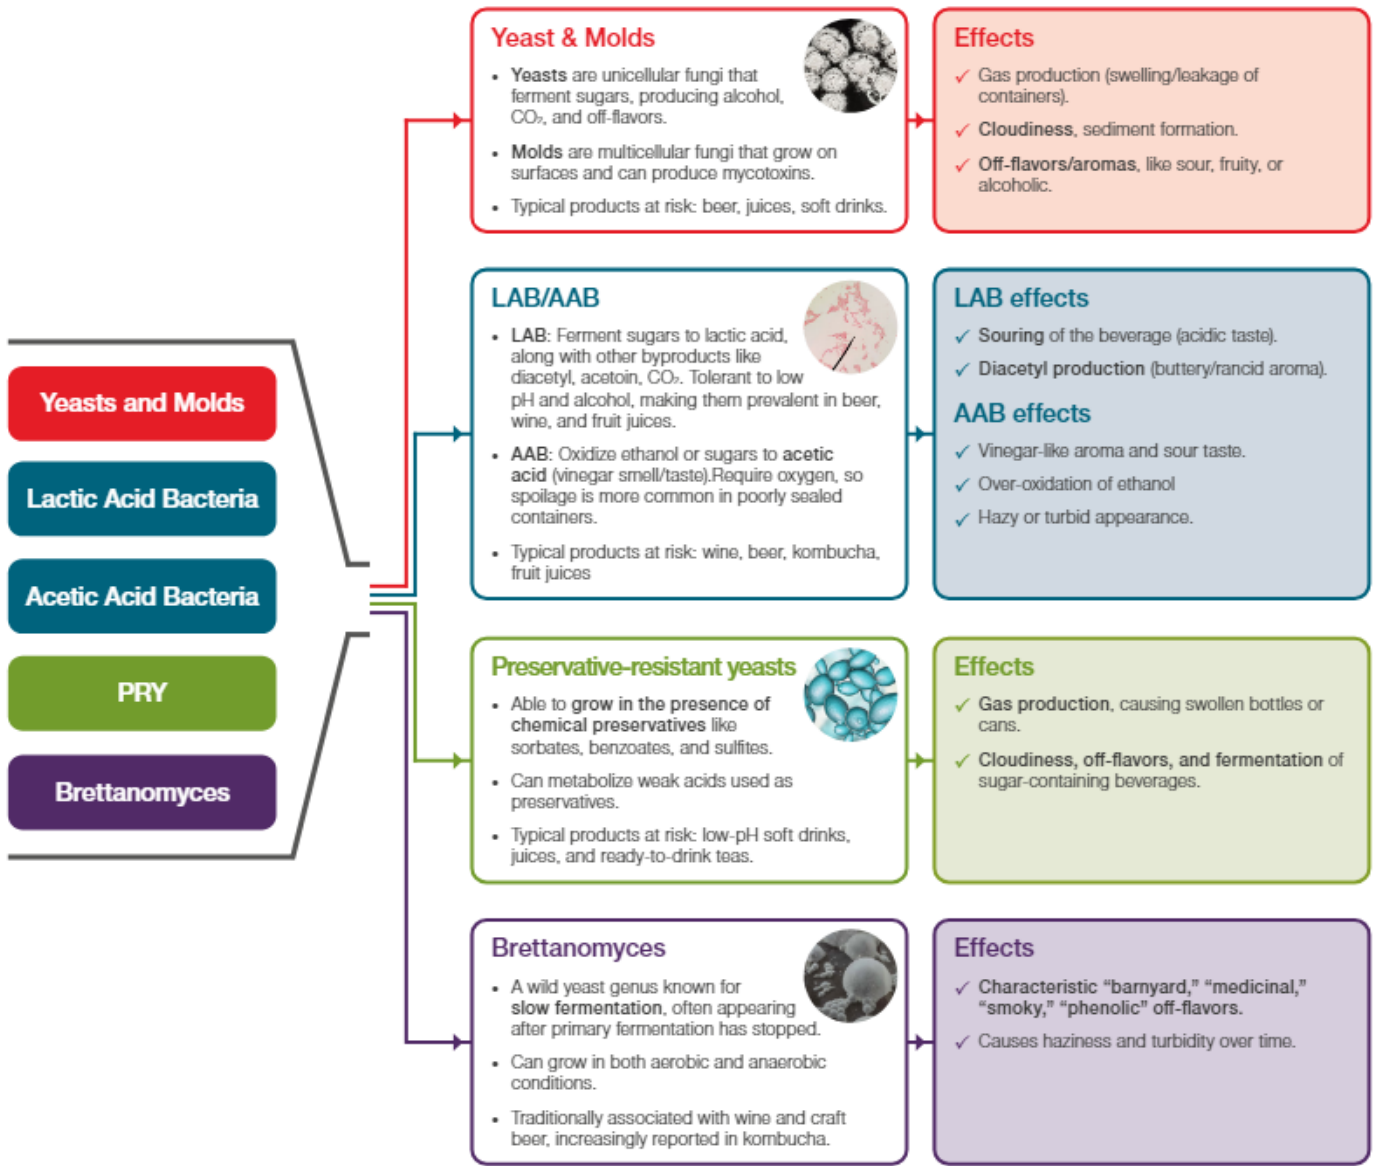 Yeasts and Molds
Lactic Acid Bacteria
Acetic Acid Bacteria
PRY
Brettanomyces
Yeast & Molds
• Yeasts are unicellular fungi that
ferment sugars, producing alcohol,
CO₂, and off-flavors.
• Molds are multicellular fungi that grow on
surfaces and can produce mycotoxins.
• Typical products at risk: beer, juices, soft drinks.
Effects
✓ Gas production (swelling/leakage of
containers).
✓ Cloudiness, sediment formation.
✓ Off-flavors/aromas, like sour, fruity, or
alcoholic.
LAB/AAB
• LAB: Ferment sugars to lactic acid,
along with other byproducts like
diacetyl, acetoin, CO₂. Tolerant to low
pH and alcohol, making them prevalent in beer,
wine, and fruit juices.
• AAB: Oxidize ethanol or sugars to acetic
acid (vinegar smell/taste).Require oxygen, so
spoilage is more common in poorly sealed
containers.
• Typical products at risk: wine, beer, kombucha,
fruit juices
LAB effects
✓ Souring of the beverage (acidic taste).
✓ Diacetyl production (buttery/rancid aroma).
AAB effects
✓ Vinegar-like aroma and sour taste.
✓ Over-oxidation of ethanol
✓ Hazy or turbid appearance.
Preservative-resistant yeasts
• Able to grow in the presence of
chemical preservatives like
sorbates, benzoates, and sulfites.
• Can metabolize weak acids used as
preservatives.
• Typical products at risk: low-pH soft drinks,
juices, and ready-to-drink teas.
Effects
✓ Gas production, causing swollen bottles or
cans.
✓ Cloudiness, off-flavors, and fermentation of
sugar-containing beverages.
Brettanomyces
• A wild yeast genus known for
slow fermentation, often appearing
after primary fermentation has stopped.
• Can grow in both aerobic and anaerobic
conditions.
• Traditionally associated with wine and craft
beer, increasingly reported in kombucha.
Effects
✓ Characteristic “barnyard,” “medicinal,”
“smoky,” “phenolic” off-flavors.
✓ Causes haziness and turbidity over time.